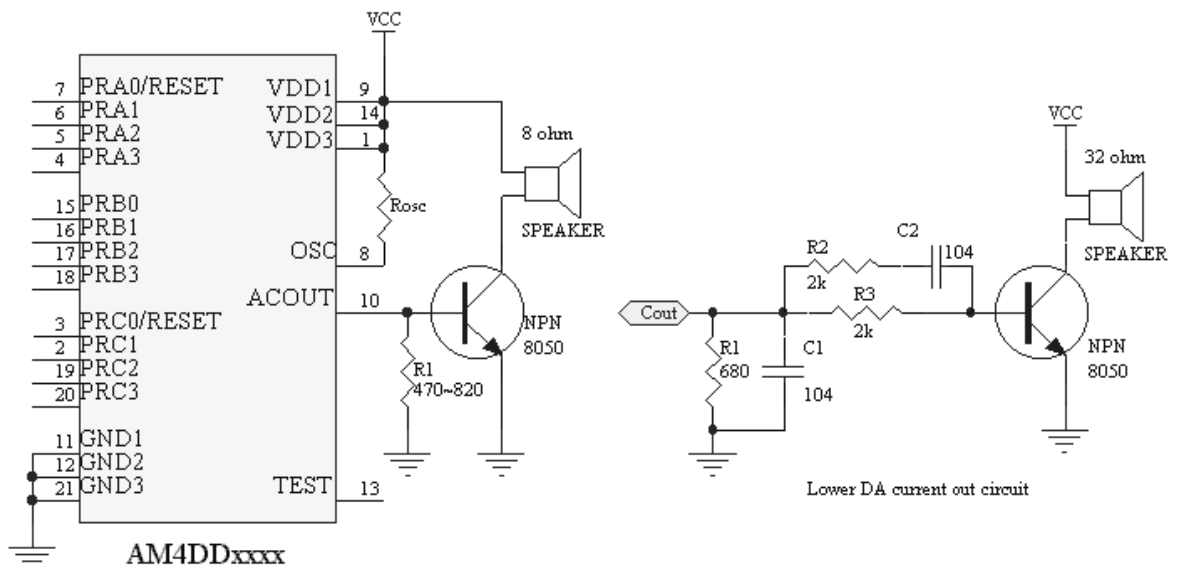 VCC
7 PRA0/RESET
6 PRA1
5 PRA2
4 PRA3
15 PRB0
16 PRB1
17 PRB2
18 PRB3
3 PRC0/RESET
2 PRC1
19 PRC2
20 PRC3
11 GND1
12 GND2
21 GND3
VDD1 9
VDD2 14
VDD3 1
OSC 8
ACOUT 10
TEST 13
Rosc
8 ohm
SPEAKER
NPN
8050
R1
470~820
AM4DDxxxx
VCC
32 ohm
SPEAKER
C2
104
R2
2k
R3
2k
Cout
R1
680
C1
104
NPN
8050
Lower DA current out circuit